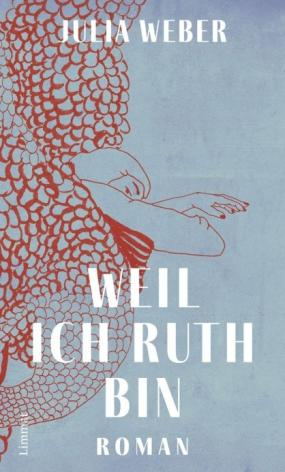 JULIA WEBER
WEIL
ICH RUTH
BIN
ROMAN
Limmat